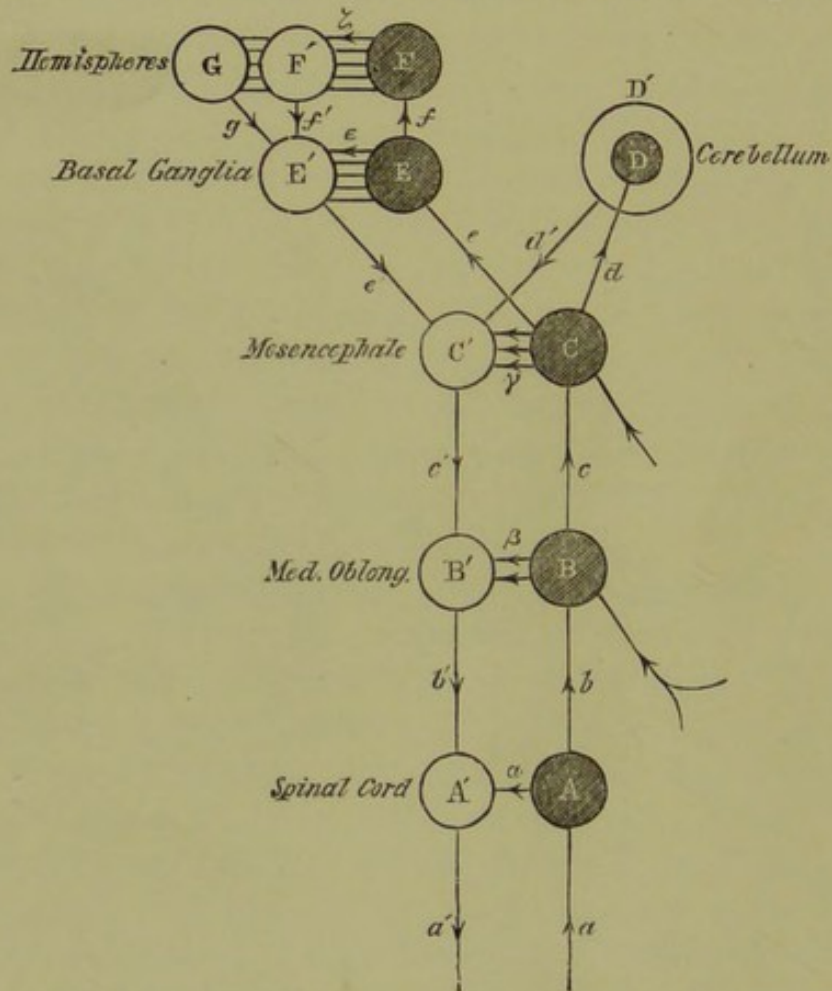 ζ
Hemispheres G F′ F
D′
g f′ ε f
Basal Ganglia E′ E D Cerebellum
e e d′ d
Mesencephale C′ C
γ
c′ c
β
Med. Oblong. B′ B
b′ b
α
Spinal Cord A′ A
a′ a